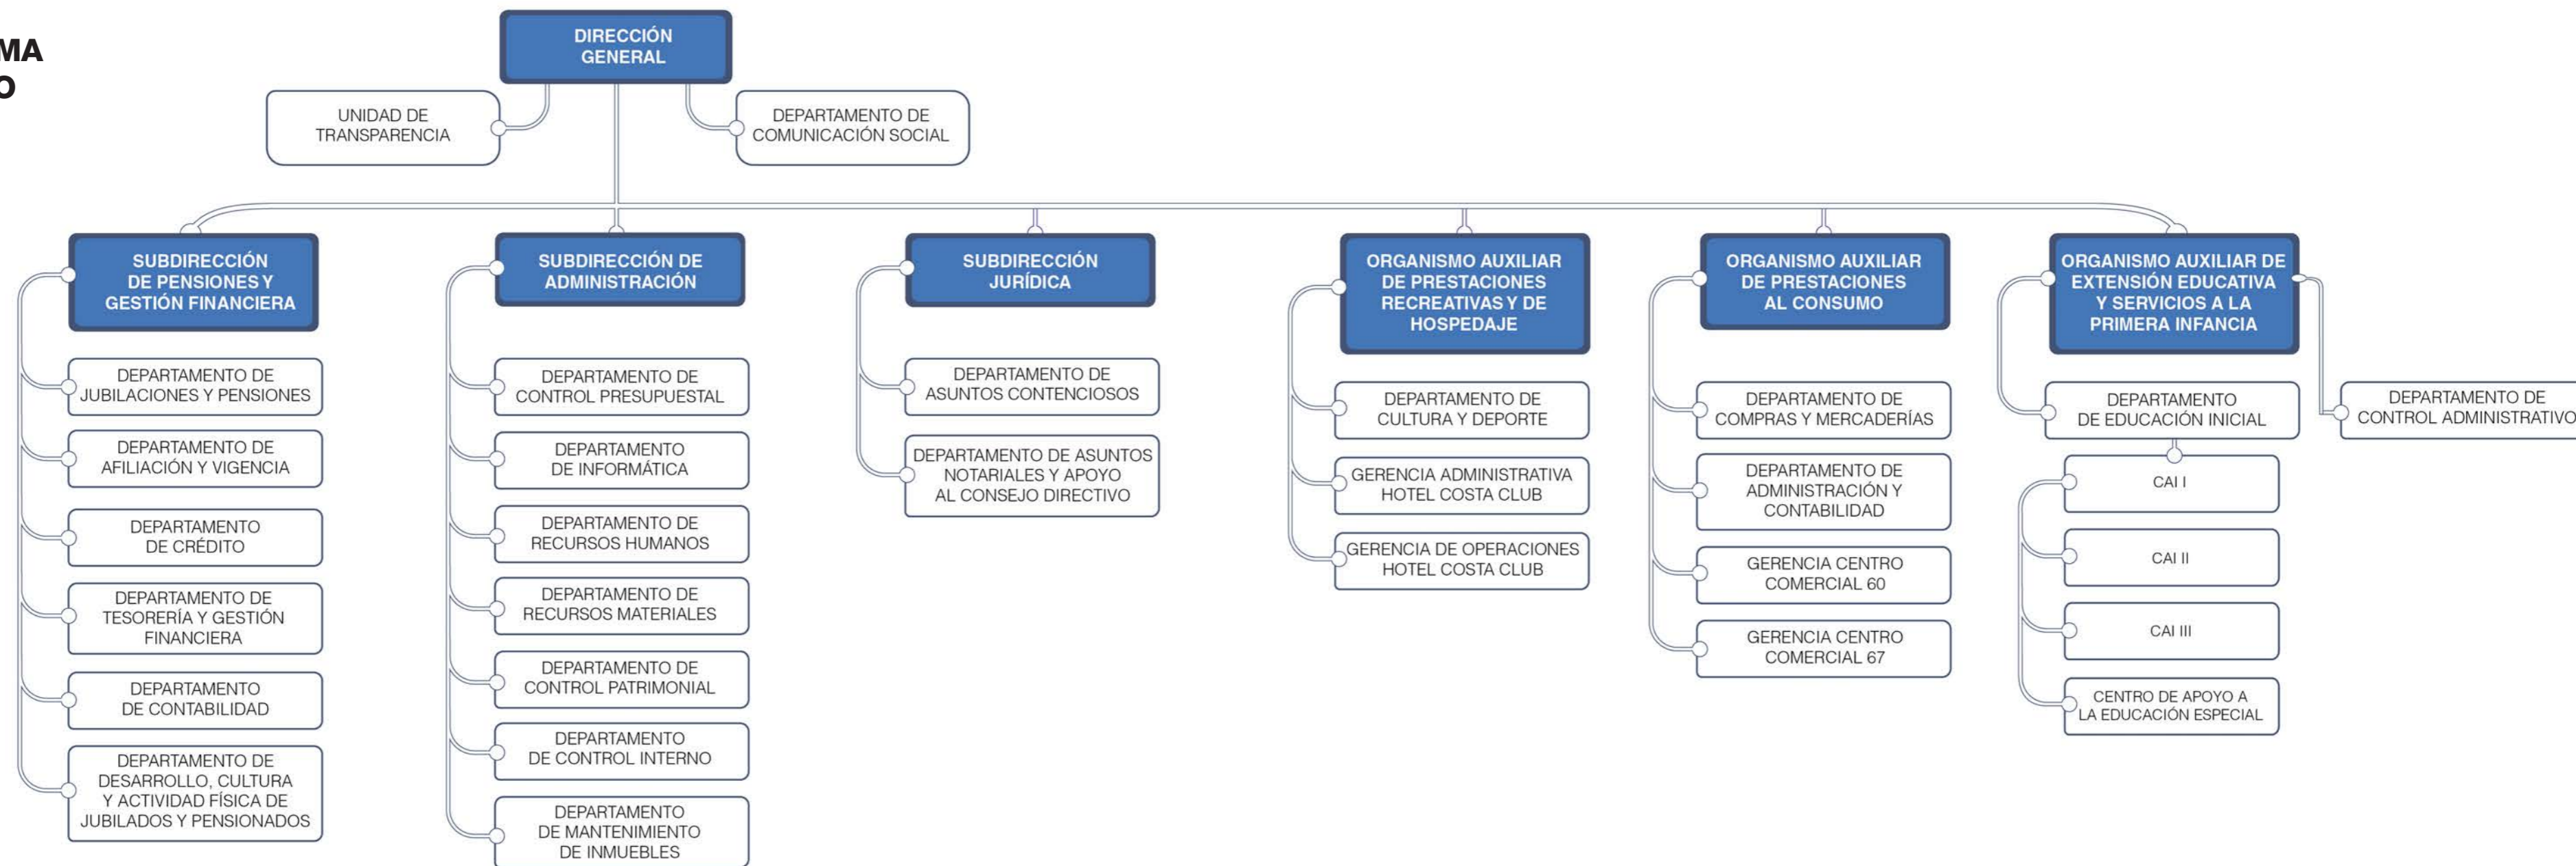 MA
O
DIRECCIÓN
GENERAL
UNIDAD DE
TRANSPARENCIA
DEPARTAMENTO DE
COMUNICACIÓN SOCIAL
SUBDIRECCIÓN
DE PENSIONES Y
GESTIÓN FINANCIERA
DEPARTAMENTO DE
JUBILACIONES Y PENSIONES
DEPARTAMENTO DE
AFILIACIÓN Y VIGENCIA
DEPARTAMENTO
DE CRÉDITO
DEPARTAMENTO DE
TESORERÍA Y GESTIÓN
FINANCIERA
DEPARTAMENTO
DE CONTABILIDAD
DEPARTAMENTO DE
DESARROLLO, CULTURA
Y ACTIVIDAD FÍSICA DE
JUBILADOS Y PENSIONADOS
SUBDIRECCIÓN DE
ADMINISTRACIÓN
DEPARTAMENTO DE
CONTROL PRESUPUESTAL
DEPARTAMENTO
DE INFORMÁTICA
DEPARTAMENTO DE
RECURSOS HUMANOS
DEPARTAMENTO DE
RECURSOS MATERIALES
DEPARTAMENTO DE
CONTROL PATRIMONIAL
DEPARTAMENTO
DE CONTROL INTERNO
DEPARTAMENTO
DE MANTENIMIENTO
DE INMUEBLES
SUBDIRECCIÓN
JURÍDICA
DEPARTAMENTO DE
ASUNTOS CONTENCIOSOS
DEPARTAMENTO DE ASUNTOS
NOTARIALES Y APOYO
AL CONSEJO DIRECTIVO
ORGANISMO AUXILIAR
DE PRESTACIONES
RECREATIVAS Y DE
HOSPEDAJE
DEPARTAMENTO DE
CULTURA Y DEPORTE
GERENCIA ADMINISTRATIVA
HOTEL COSTA CLUB
GERENCIA DE OPERACIONES
HOTEL COSTA CLUB
ORGANISMO AUXILIAR
DE PRESTACIONES
AL CONSUMO
DEPARTAMENTO DE
COMPRAS Y MERCADERÍAS
DEPARTAMENTO DE
ADMINISTRACIÓN Y
CONTABILIDAD
GERENCIA CENTRO
COMERCIAL 60
GERENCIA CENTRO
COMERCIAL 67
ORGANISMO AUXILIAR DE
EXTENSIÓN EDUCATIVA
Y SERVICIOS A LA
PRIMERA INFANCIA
DEPARTAMENTO
DE EDUCACIÓN INICIAL
CAI I
CAI II
CAI III
CENTRO DE APOYO A
LA EDUCACIÓN ESPECIAL
DEPARTAMENTO DE
CONTROL ADMINISTRATIVO